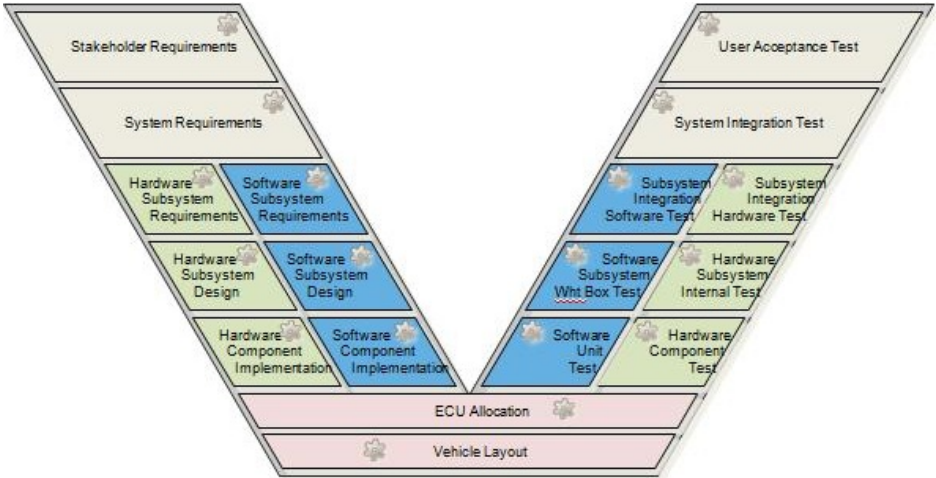 Stakeholder Requirements
User Acceptance Test
System Requirements
System Integration Test
Hardware
Subsystem
Requirements
Software
Subsystem
Requirements
Subsystem
Integration
Software Test
Subsystem
Integration
Hardware Test
Hardware
Subsystem
Design
Software
Subsystem
Design
Software
Subsystem
Wht Box Test
Hardware
Subsystem
Internal Test
Hardware
Component
Implementation
Software
Component
Implementation
Software
Unit
Test
Hardware
Component
Test
ECU Allocation
Vehicle Layout